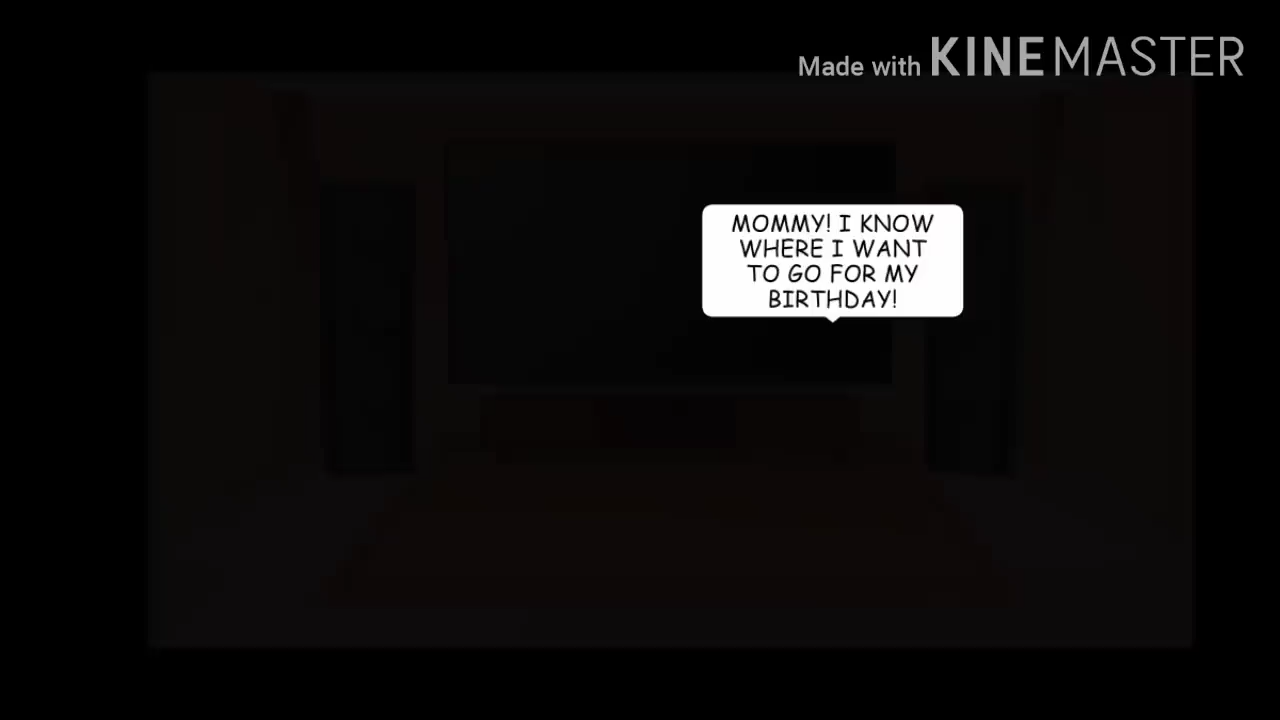 Made with KINEMASTER
MOMMY! I KNOW
WHERE I WANT
TO GO FOR MY
BIRTHDAY!